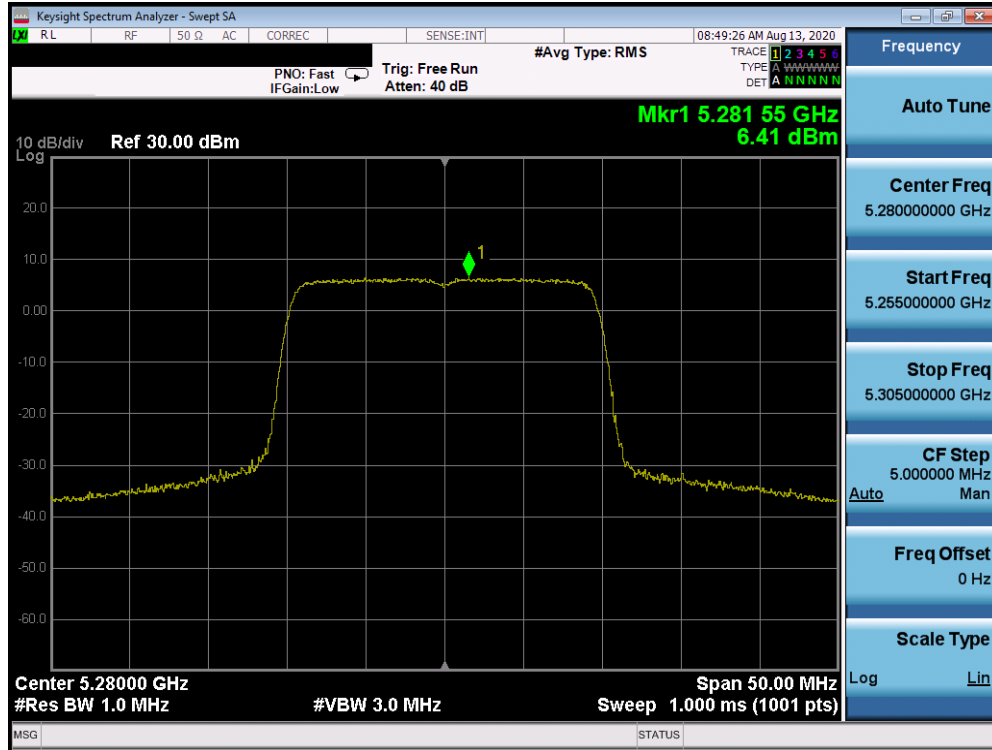 Keysight Spectrum Analyzer - Swept SA
LXI RL RF 50 Ω AC CORREC SENSE:INT 08:49:26 AM Aug 13, 2020
#Avg Type: RMS TRACE 1 2 3 4 5 6
PNO: Fast Trig: Free Run TYPE A WWWWW
IFGain:Low Atten: 40 dB DET A N N N N N
Mkr1 5.281 55 GHz
6.41 dBm
10 dB/div Ref 30.00 dBm
Log
20.0
10.0
1
0.00
-10.0
-20.0
-30.0
-40.0
-50.0
-60.0
Center 5.28000 GHz Span 50.00 MHz
#Res BW 1.0 MHz #VBW 3.0 MHz Sweep 1.000 ms (1001 pts)
MSG STATUS
Frequency
Auto Tune
Center Freq
5.280000000 GHz
Start Freq
5.255000000 GHz
Stop Freq
5.305000000 GHz
CF Step
5.000000 MHz
Auto Man
Freq Offset
0 Hz
Scale Type
Log Lin